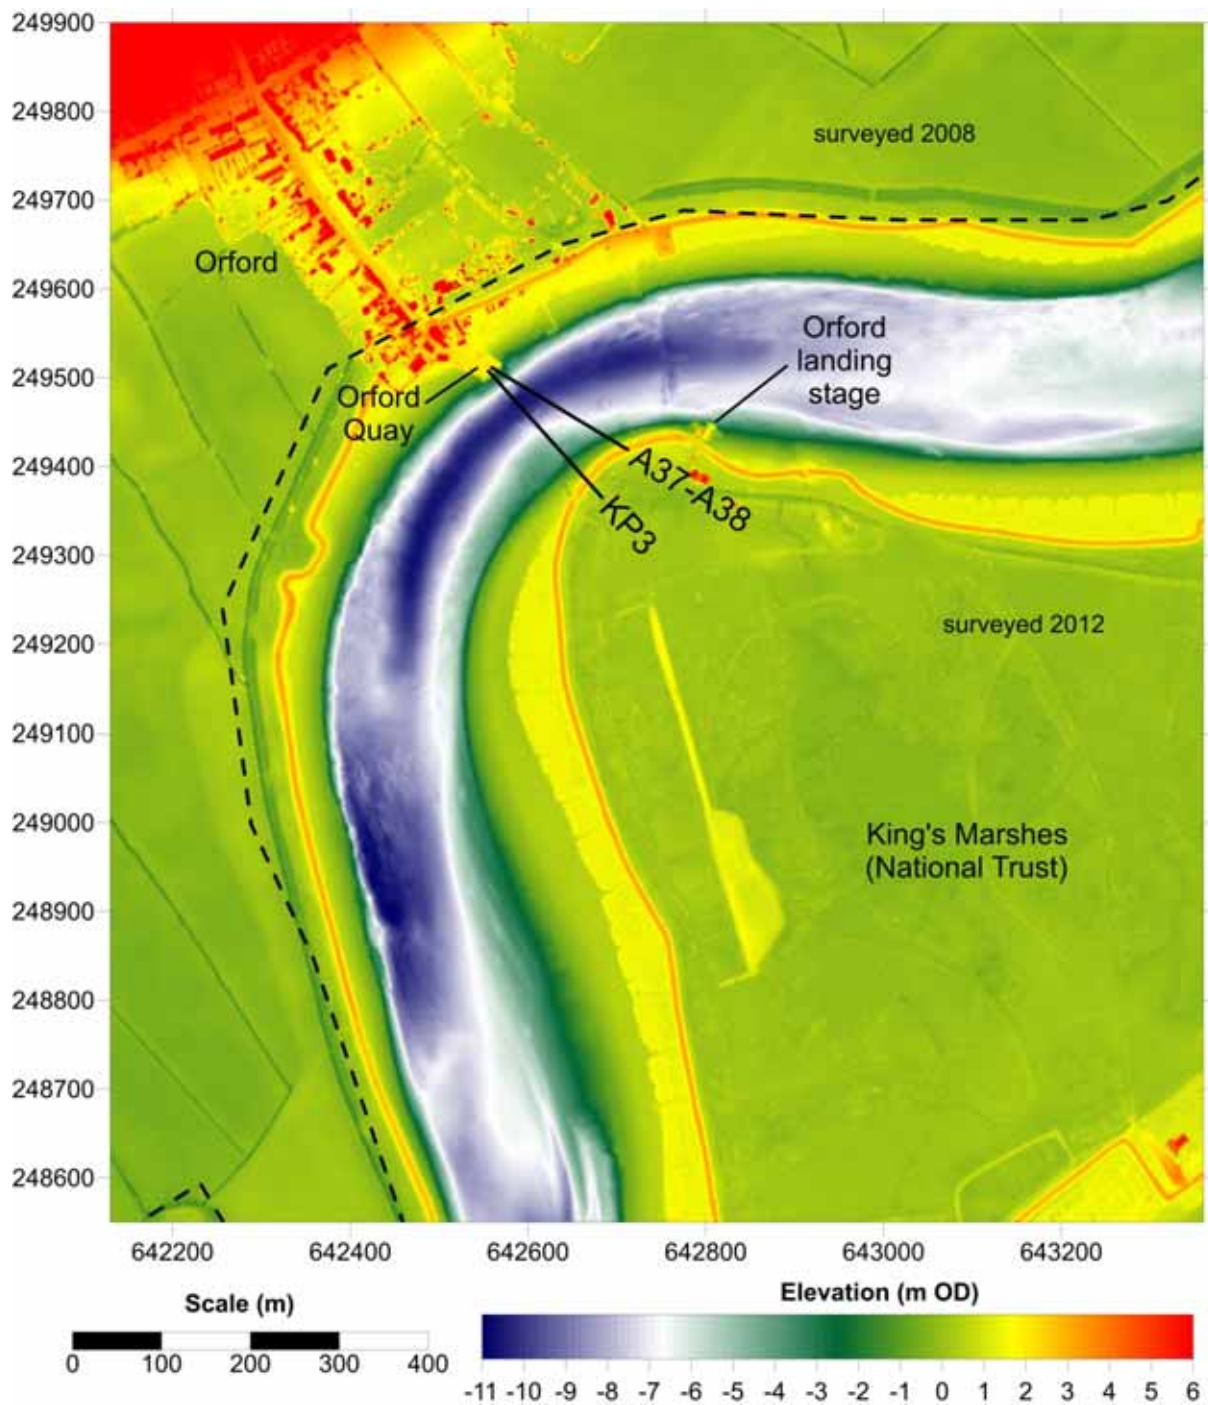 249900
249800
249700
249600
249500
249400
249300
249200
249100
249000
248900
248800
248700
248600
surveyed 2008
Orford
Orford
landing
stage
Orford
Quay
A37-A38
KP3
surveyed 2012
King's Marshes
(National Trust)
642200 642400 642600 642800 643000 643200
Scale (m)
0 100 200 300 400
Elevation (m OD)
-11 -10 -9 -8 -7 -6 -5 -4 -3 -2 -1 0 1 2 3 4 5 6